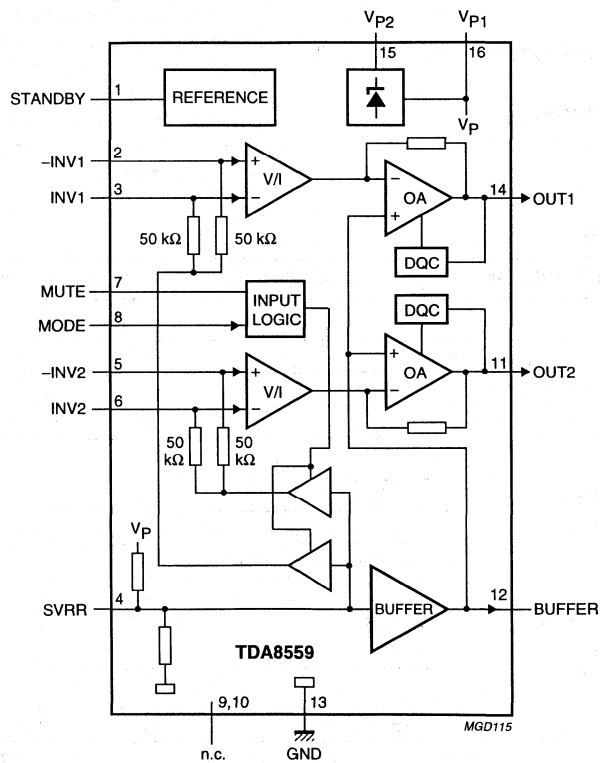 VP2 VP1
15 16
STANDBY 1 REFERENCE
VP
–INV1 2 + V/I − OA 14 OUT1
INV1 3 − +
50 kΩ 50 kΩ
DQC
MUTE 7 INPUT
MODE 8 LOGIC
DQC
–INV2 5 + V/I + OA 11 OUT2
INV2 6 − −
50 kΩ 50 kΩ
VP
SVRR 4 BUFFER 12 BUFFER
TDA8559
9,10 13
MGD115
n.c. GND